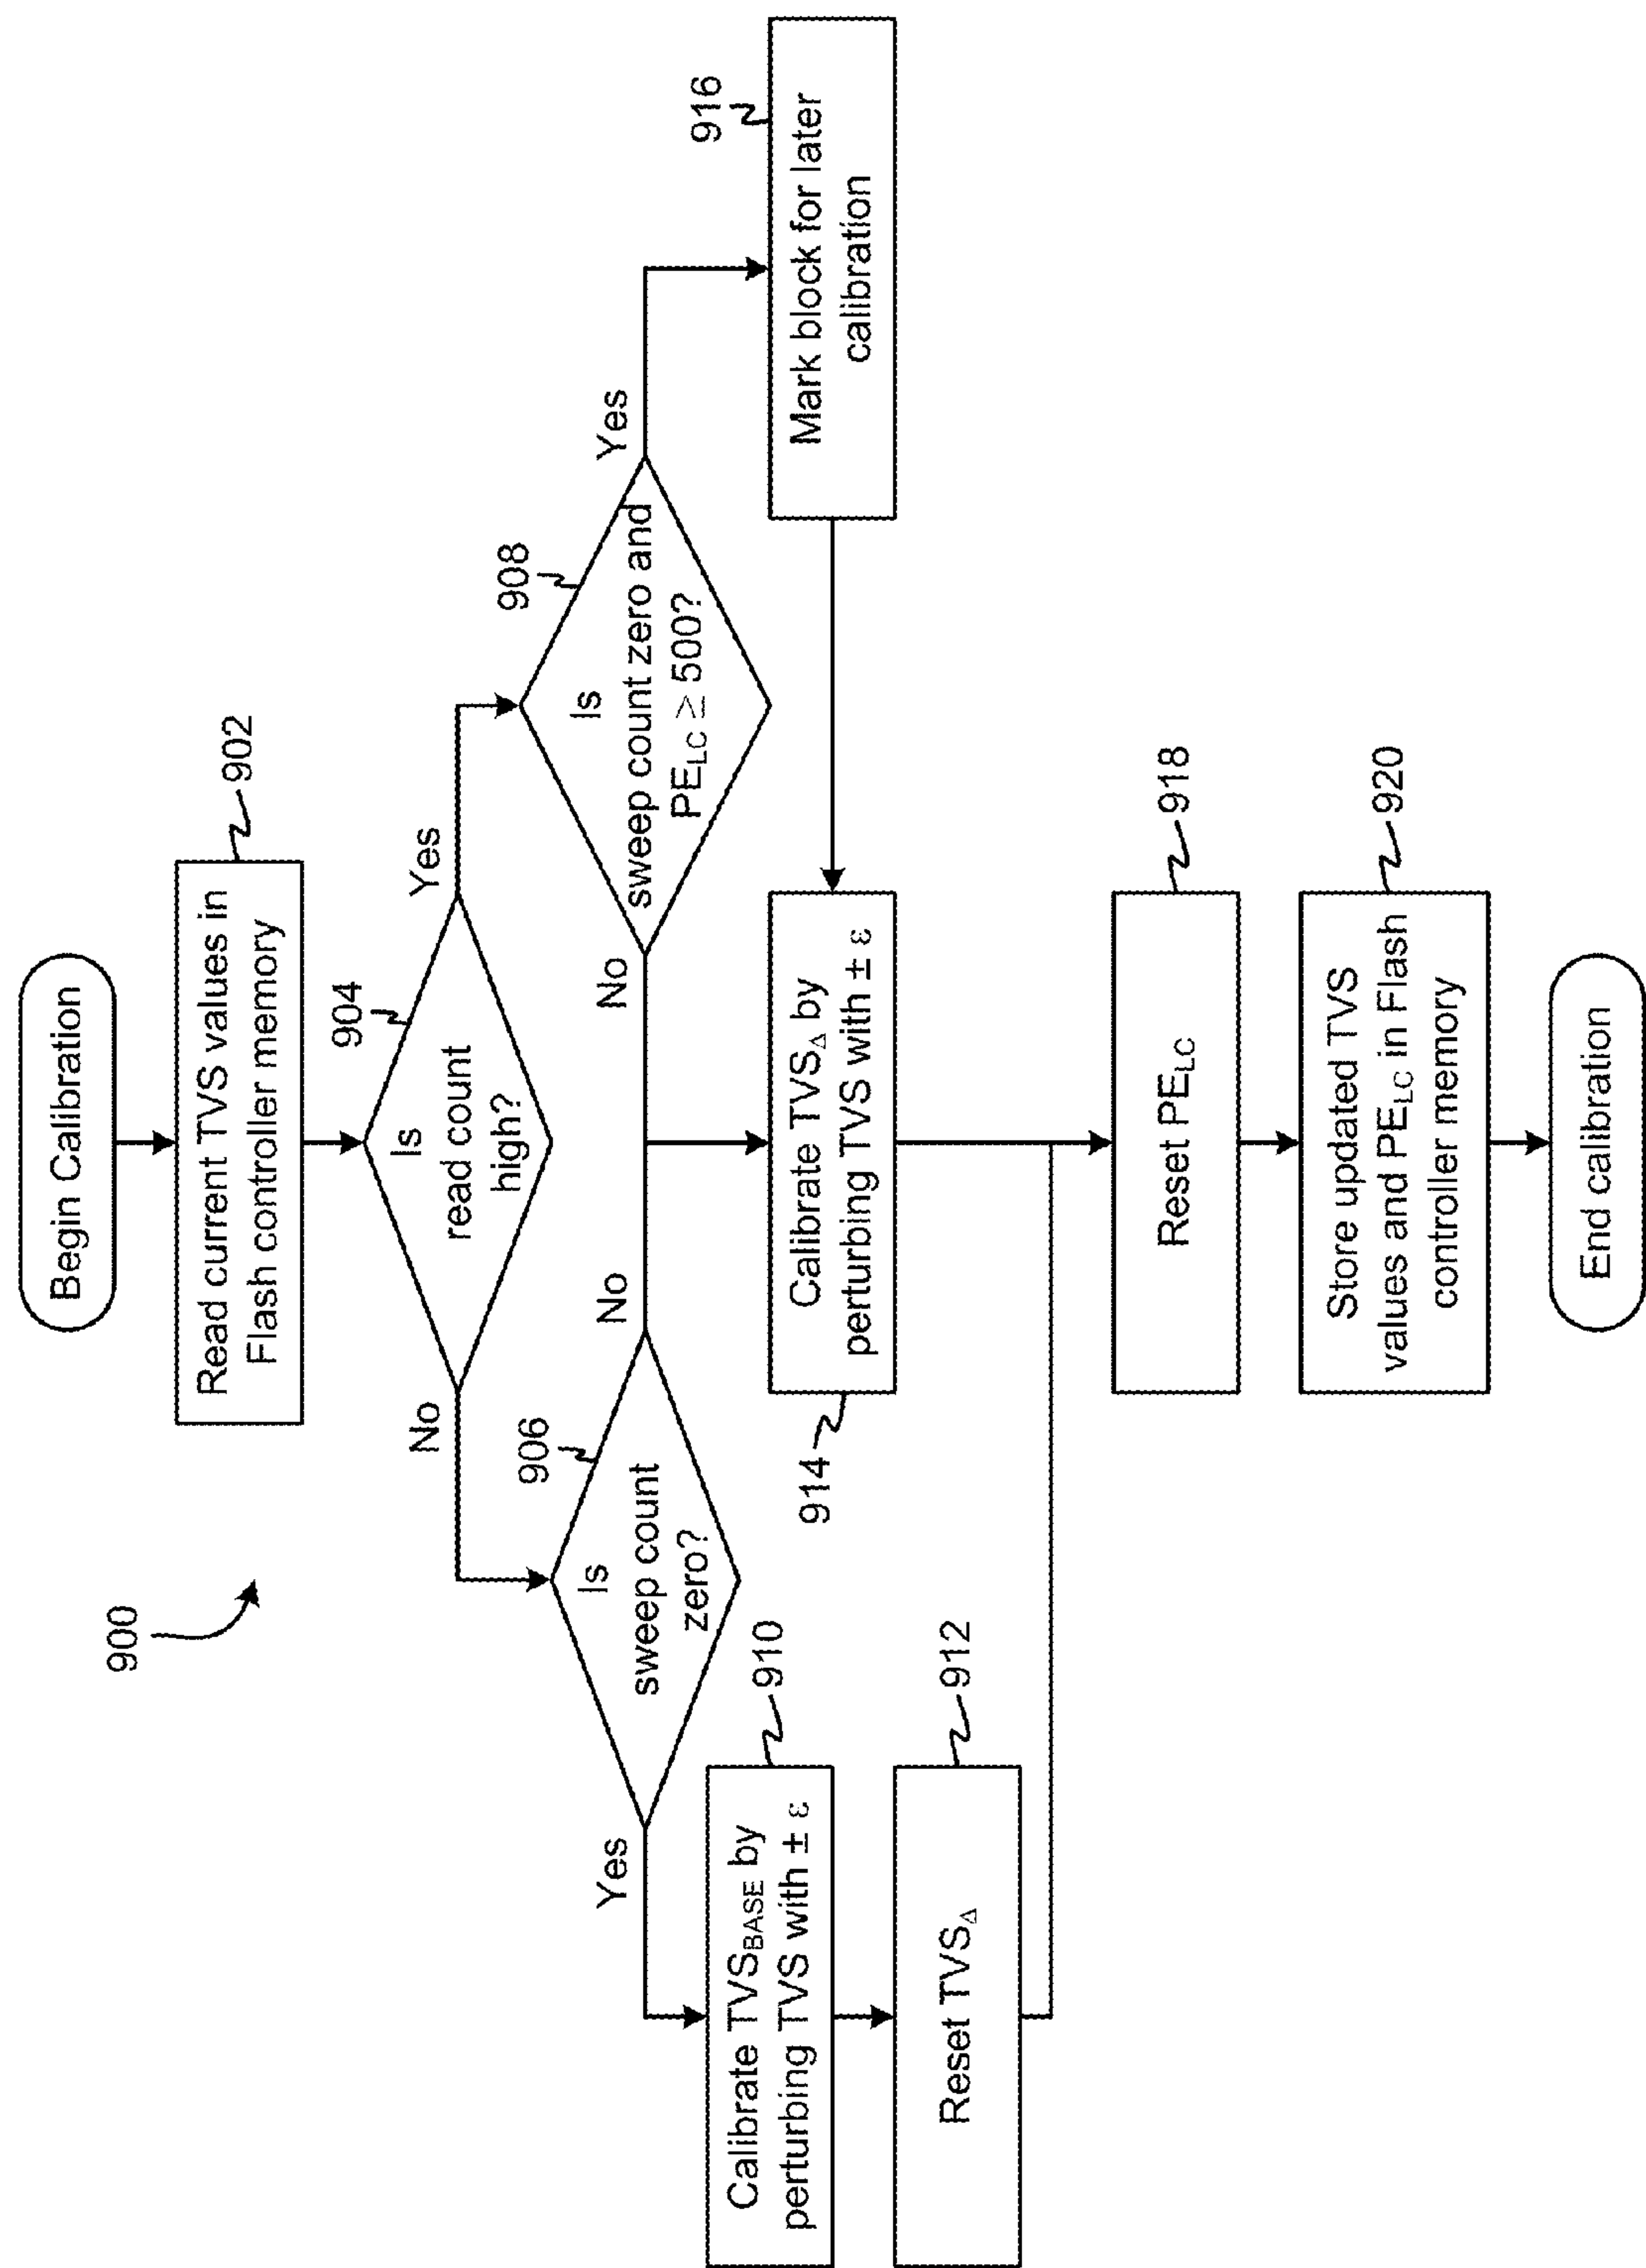 900
Begin Calibration
902
Read current TVS values in
Flash controller memory
904
Is
read count
high?
No
Yes
906
Is
sweep count
zero?
908
Is
sweep count zero and
PE_LC ≥ 500?
Yes
No
No
Yes
910
Calibrate TVS_BASE by
perturbing TVS with ± ε
914
Calibrate TVS_Δ by
perturbing TVS with ± ε
916
Mark block for later
calibration
912
Reset TVS_Δ
918
Reset PE_LC
920
Store updated TVS
values and PE_LC in Flash
controller memory
End calibration